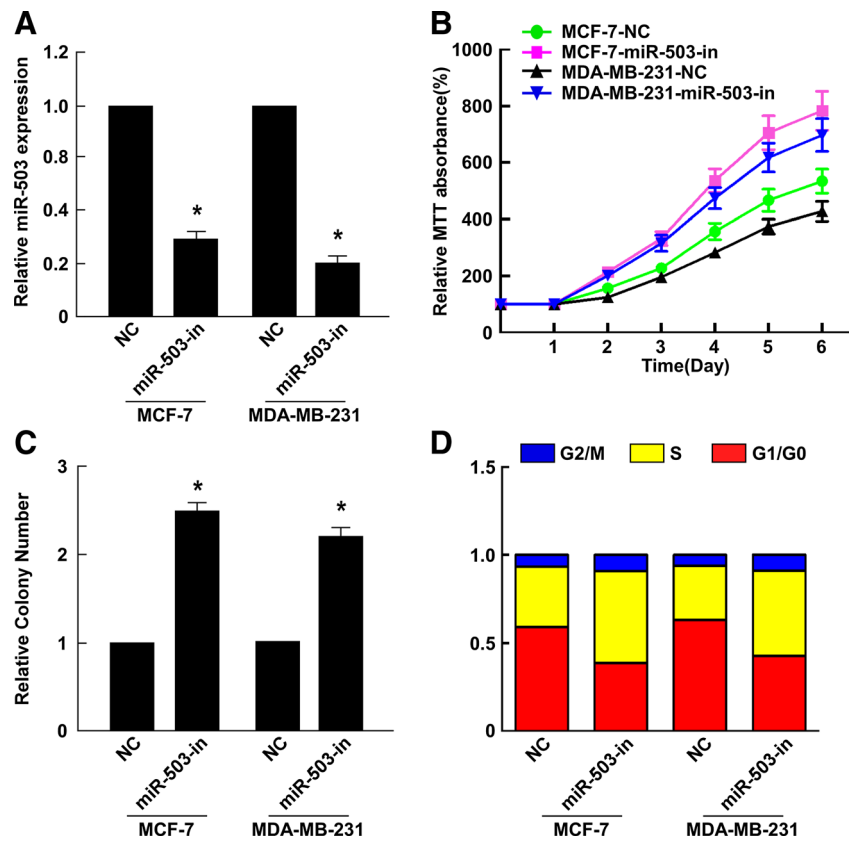 A
Relative miR-503 expression
1.2
1.0
0.8
0.4
0.2
0
NC
miR-503-in
NC
miR-503-in
MCF-7
MDA-MB-231
B
MCF-7-NC
MCF-7-miR-503-in
MDA-MB-231-NC
MDA-MB-231-miR-503-in
Relative MTT absorbance(%)
1000
800
600
400
200
0
1 2 3 4 5 6
Time(Day)
C
Relative Colony Number
3
2
1
0
*
*
NC
miR-503-in
NC
miR-503-in
MCF-7
MDA-MB-231
D
G2/M S G1/G0
1.5
1.0
0.5
0
NC
miR-503-in
NC
miR-503-in
MCF-7
MDA-MB-231